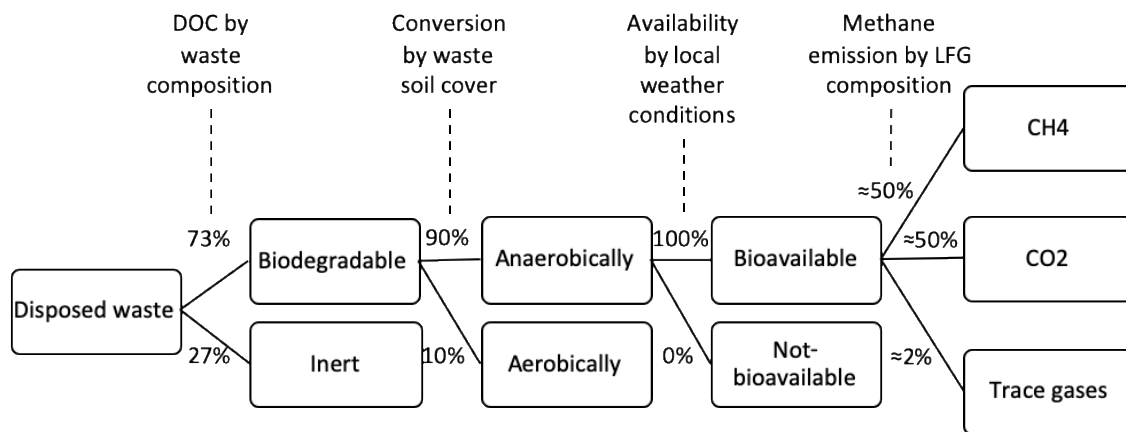 DOC by
waste
composition
Conversion
by waste
soil cover
Availability
by local
weather
conditions
Methane
emission by LFG
composition
CH4
≈50%
73%
90%
100%
≈50%
Disposed waste
Biodegradable
Anaerobically
Bioavailable
CO2
27%
Inert
10%
Aerobically
0%
Not-
bioavailable
≈2%
Trace gases